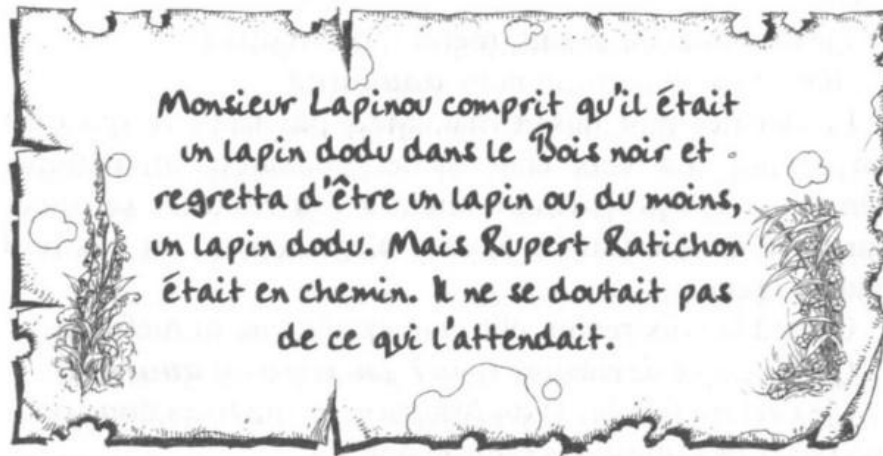 Monsieur Lapinou comprit qu'il était
un lapin dodu dans le Bois noir et
regretta d'être un lapin ou, du moins,
un lapin dodu. Mais Rupert Ratichon
était en chemin. Il ne se doutait pas
de ce qui l'attendait.